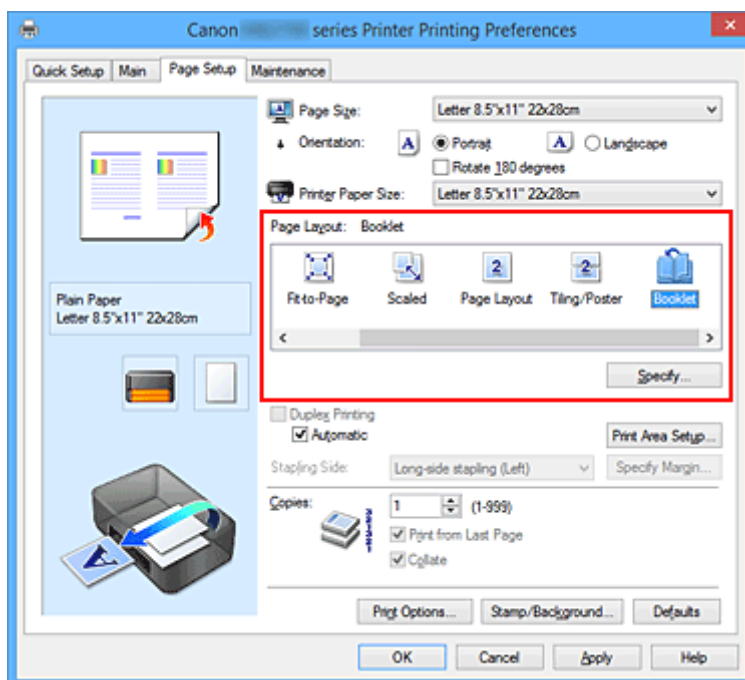 Canon series Printer Printing Preferences
Quick Setup Main Page Setup Maintenance
Page Size: Letter 8.5"x11" 22x28cm
Orientation: A Portrait A Landscape
Rotate 180 degrees
Printer Paper Size: Letter 8.5"x11" 22x28cm
Page Layout: Booklet
2 2
Fit-to-Page Scaled Page Layout Tiling/Poster Booklet
Specify...
Plain Paper
Letter 8.5"x11" 22x28cm
Duplex Printing
Automatic Print Area Setup...
Stapling Side: Long-side stapling (Left) Specify Margin...
Copies: 1 (1-999)
Print from Last Page
Collate
A
Print Options... Stamp/Background... Defaults
OK Cancel Apply Help